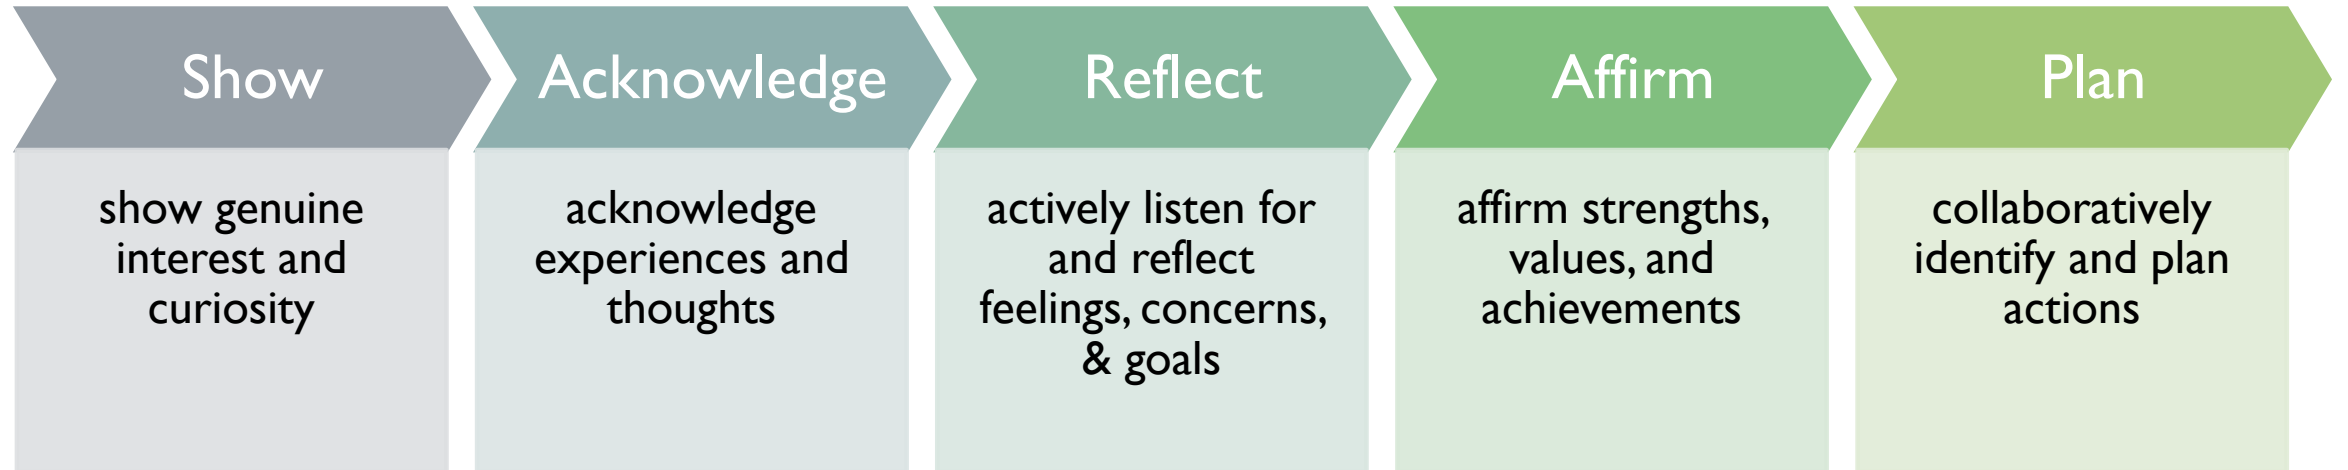 Show
show genuine
interest and
curiosity
Acknowledge
acknowledge
experiences and
thoughts
Reflect
actively listen for
and reflect
feelings, concerns,
& goals
Affirm
affirm strengths,
values, and
achievements
Plan
collaboratively
identify and plan
actions